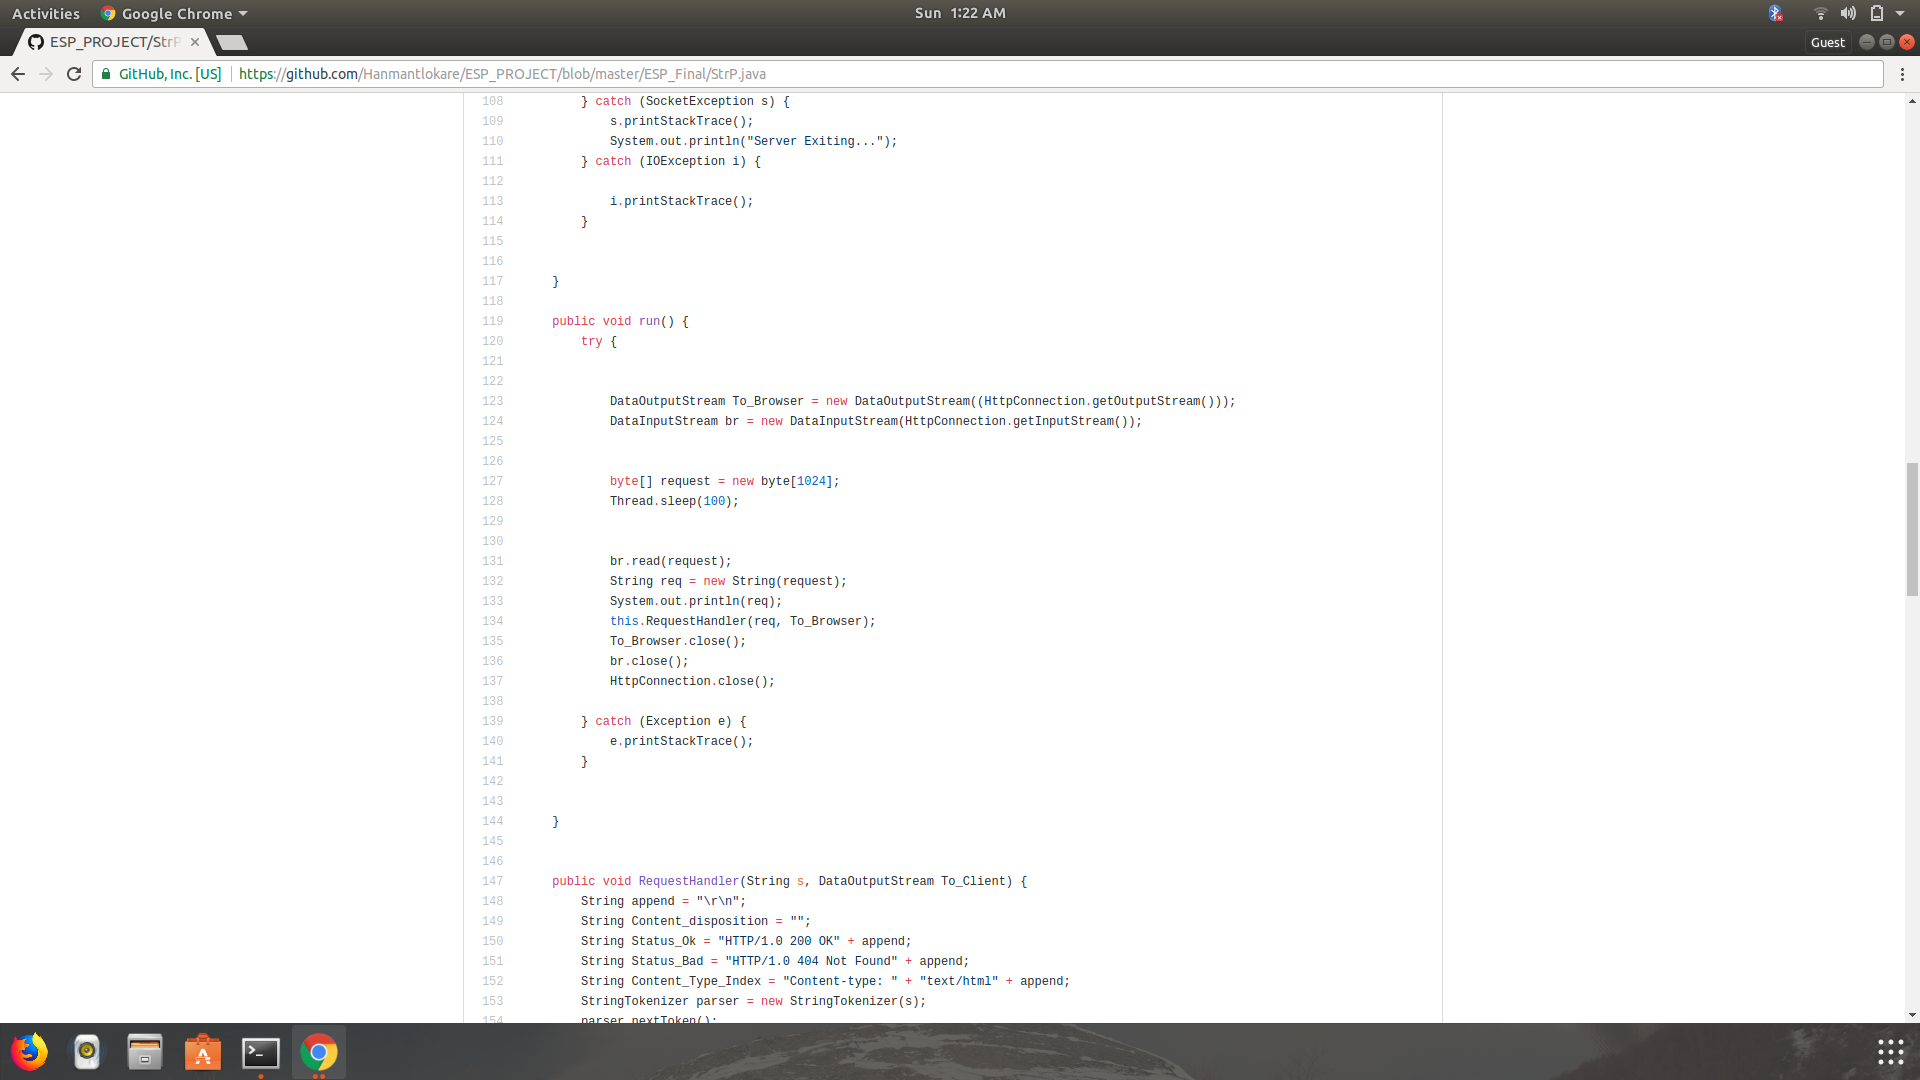 Activities Google Chrome Sun 1:22 AM
ESP_PROJECT/StrP Guest
GitHub, Inc. [US] https://github.com/Hanmantlokare/ESP_PROJECT/blob/master/ESP_Final/StrP.java
108 } catch (SocketException s) {
109 s.printStackTrace();
110 System.out.println("Server Exiting...");
111 } catch (IOException i) {
112
113 i.printStackTrace();
114 }
115
116
117 }
118
119 public void run() {
120 try {
121
122
123 DataOutputStream To_Browser = new DataOutputStream((HttpConnection.getOutputStream()));
124 DataInputStream br = new DataInputStream(HttpConnection.getInputStream());
125
126
127 byte[] request = new byte[1024];
128 Thread.sleep(100);
129
130
131 br.read(request);
132 String req = new String(request);
133 System.out.println(req);
134 this.RequestHandler(req, To_Browser);
135 To_Browser.close();
136 br.close();
137 HttpConnection.close();
138
139 } catch (Exception e) {
140 e.printStackTrace();
141 }
142
143
144 }
145
146
147 public void RequestHandler(String s, DataOutputStream To_Client) {
148 String append = "\r\n";
149 String Content_disposition = "";
150 String Status_Ok = "HTTP/1.0 200 OK" + append;
151 String Status_Bad = "HTTP/1.0 404 Not Found" + append;
152 String Content_Type_Index = "Content-type: " + "text/html" + append;
153 StringTokenizer parser = new StringTokenizer(s);
154 parser.nextToken();